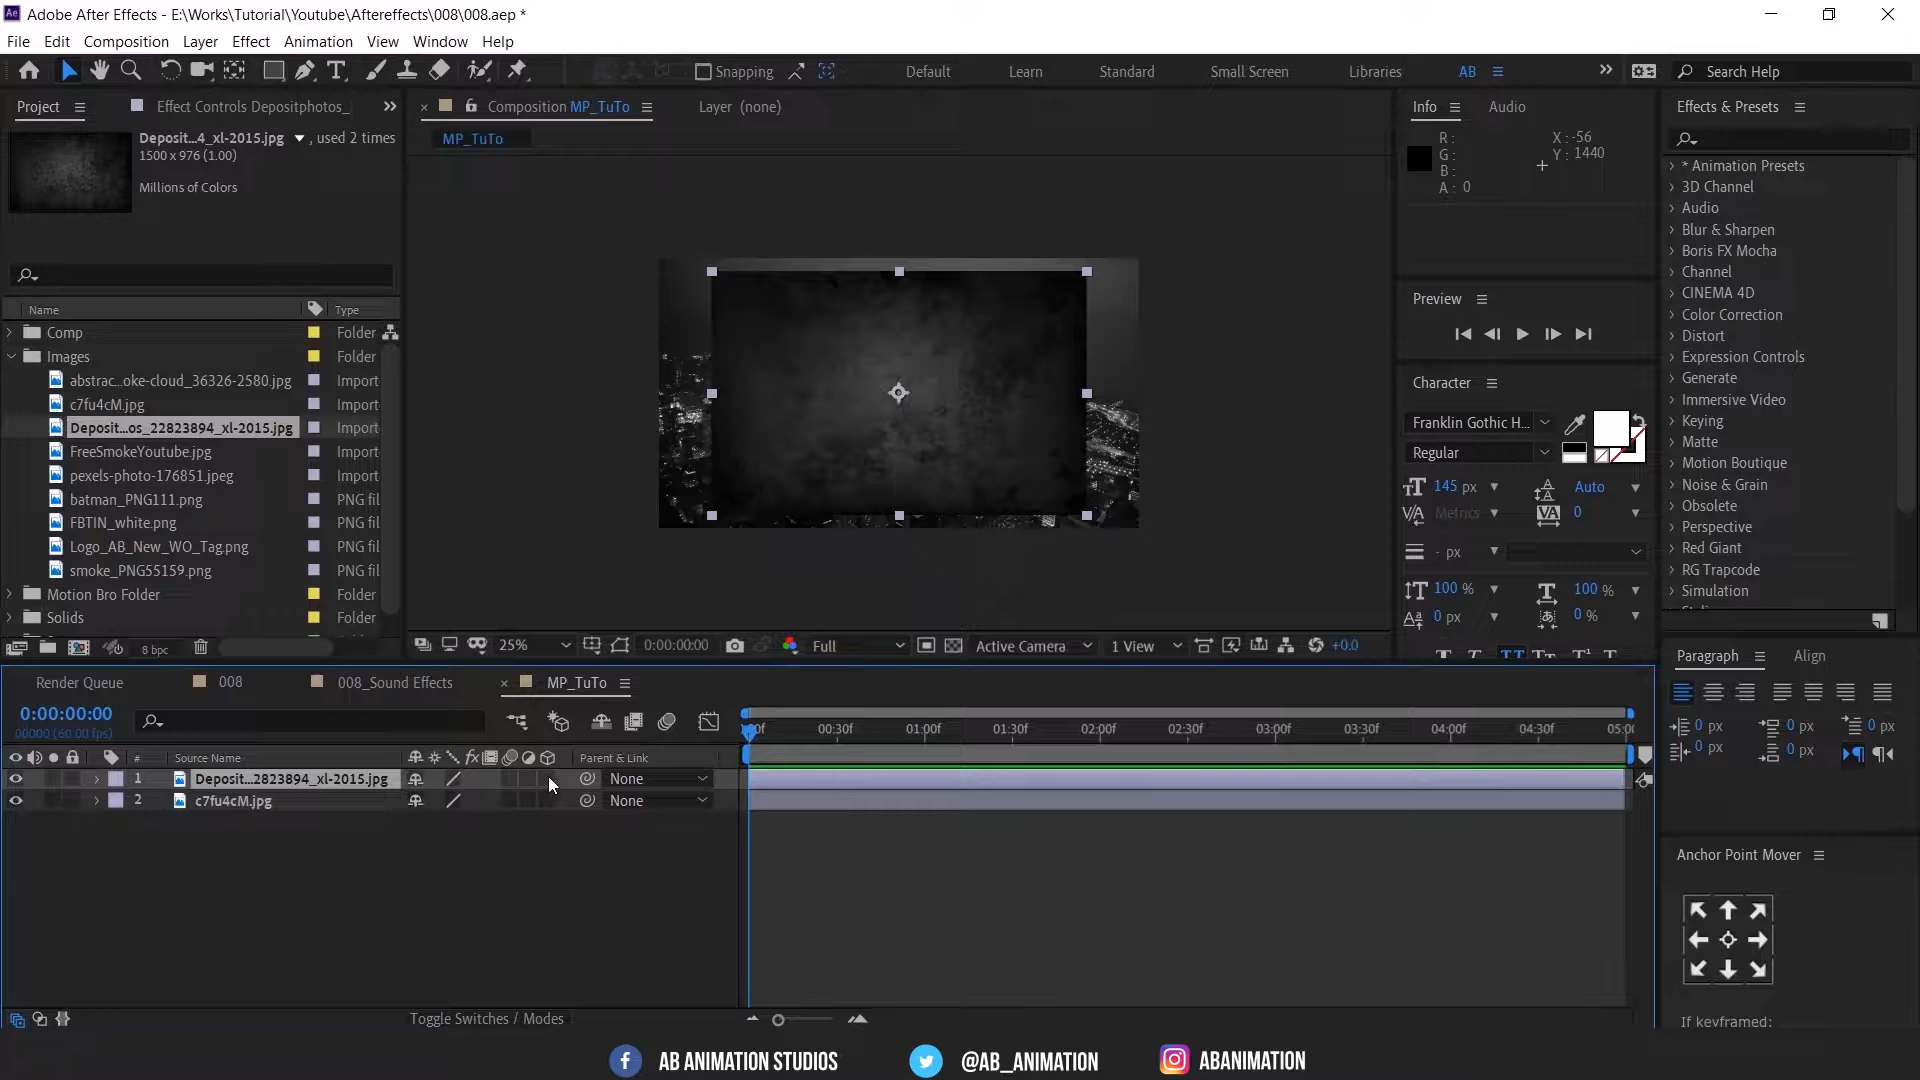 Adobe After Effects - E:\Works\Tutorial\Youtube\Aftereffects\008\008.aep *
File Edit Composition Layer Effect Animation View Window Help
Snapping Default Learn Standard Small Screen Libraries AB Search Help
Project Effect Controls Depositphotos_
Deposit...4_xl-2015.jpg , used 2 times
1500 x 976 (1.00)
Millions of Colors
Name Type
Comp Folder
Images Folder
abstrac...oke-cloud_36326-2580.jpg Import
c7fu4cM.jpg Import
Deposit...os_22823894_xl-2015.jpg Import
FreeSmokeYoutube.jpg Import
pexels-photo-176851.jpeg Import
batman_PNG111.png PNG fil
FBTIN_white.png PNG fil
Logo_AB_New_WO_Tag.png PNG fil
smoke_PNG55159.png PNG fil
Motion Bro Folder Folder
Solids Folder
8 bpc
Composition MP_TuTo Layer (none)
MP_TuTo
25% 0:00:00:00 Full Active Camera 1 View +0.0
Info Audio
R :
G :
B :
A : 0
X : -56
Y : 1440
Preview
Character
Franklin Gothic H...
Regular
145 px Auto
Metrics 0
- px
100 % 100 %
0 px 0 %
Effects & Presets
* Animation Presets
3D Channel
Audio
Blur & Sharpen
Boris FX Mocha
Channel
CINEMA 4D
Color Correction
Distort
Expression Controls
Generate
Immersive Video
Keying
Matte
Motion Boutique
Noise & Grain
Obsolete
Perspective
Red Giant
RG Trapcode
Simulation
Paragraph Align
0 px 0 px 0 px
0 px 0 px
Anchor Point Mover
If keyframed:
Render Queue 008 008_Sound Effects MP_TuTo
0:00:00:00
00000 (60.00 fps)
00:30f 01:00f 01:30f 02:00f 02:30f 03:00f 03:30f 04:00f 04:30f
# Source Name Parent & Link
1 Deposit...2823894_xl-2015.jpg None
2 c7fu4cM.jpg None
Toggle Switches / Modes
AB ANIMATION STUDIOS @AB_ANIMATION ABANIMATION